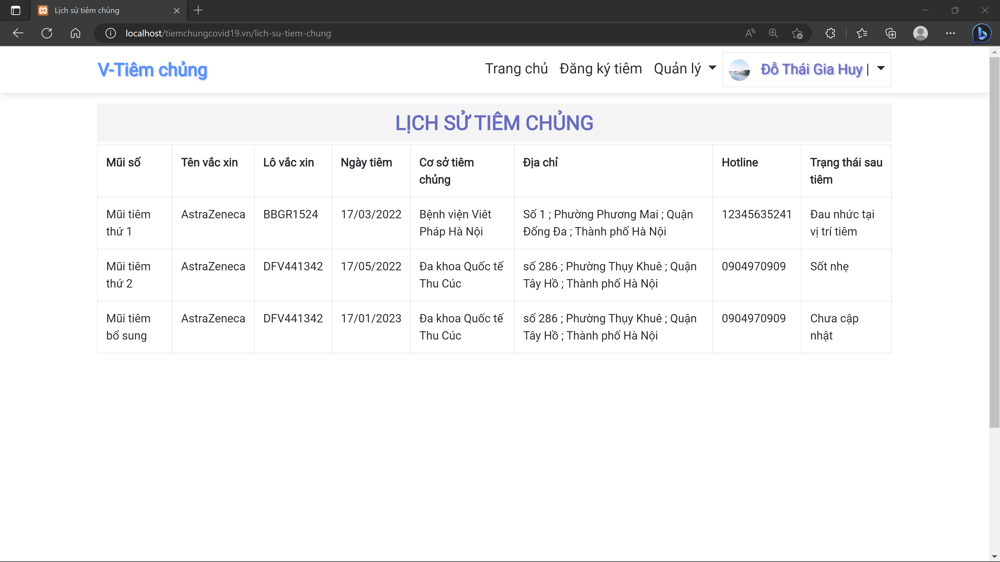 Lịch sử tiêm chủng
localhost/tiemchungcovid19.vn/lich-su-tiem-chung
V-Tiêm chủng
Trang chủ Đăng ký tiêm Quản lý Đỗ Thái Gia Huy |
LỊCH SỬ TIÊM CHỦNG
Mũi số
Tên vắc xin
Lô vắc xin
Ngày tiêm
Cơ sở tiêm
chủng
Địa chỉ
Hotline
Trạng thái sau
tiêm
Mũi tiêm
thứ 1
AstraZeneca
BBGR1524
17/03/2022
Bệnh viện Viêt
Pháp Hà Nội
Số 1 ; Phường Phương Mai ; Quận
Đống Đa ; Thành phố Hà Nội
12345635241
Đau nhức tại
vị trí tiêm
Mũi tiêm
thứ 2
AstraZeneca
DFV441342
17/05/2022
Đa khoa Quốc tế
Thu Cúc
số 286 ; Phường Thụy Khuê ; Quận
Tây Hồ ; Thành phố Hà Nội
0904970909
Sốt nhẹ
Mũi tiêm
bổ sung
AstraZeneca
DFV441342
17/01/2023
Đa khoa Quốc tế
Thu Cúc
số 286 ; Phường Thụy Khuê ; Quận
Tây Hồ ; Thành phố Hà Nội
0904970909
Chưa cập
nhật